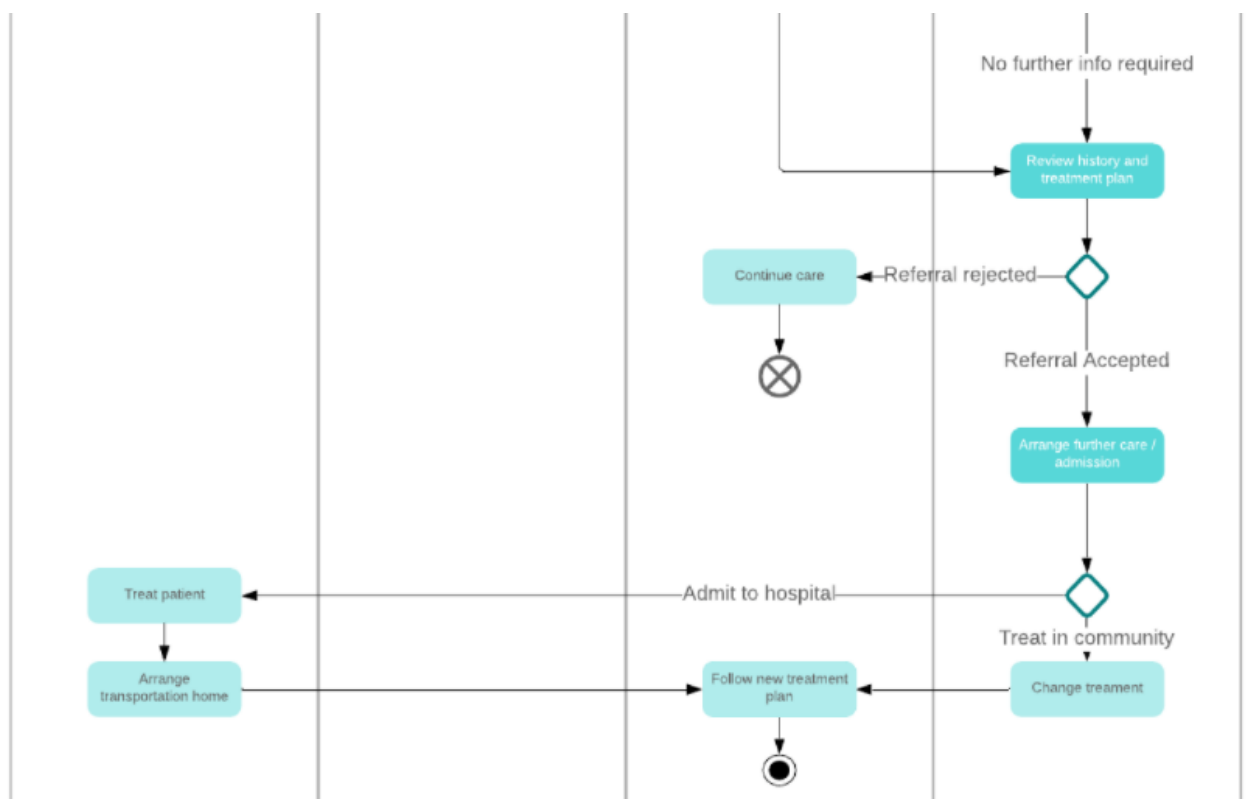 No further info required
Review history and
treatment plan
Continue care
Referral rejected
Referral Accepted
Arrange further care /
admission
Treat patient
Admit to hospital
Treat in community
Arrange
transportation home
Follow new treatment
plan
Change treament